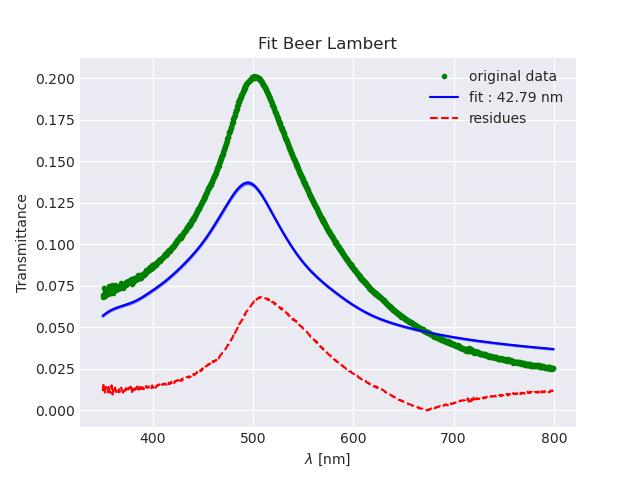 Fit Beer Lambert
original data
fit : 42.79 nm
residues
Transmittance
0.200
0.175
0.150
0.125
0.100
0.075
0.050
0.025
0.000
400 500 600 700 800
λ [nm]